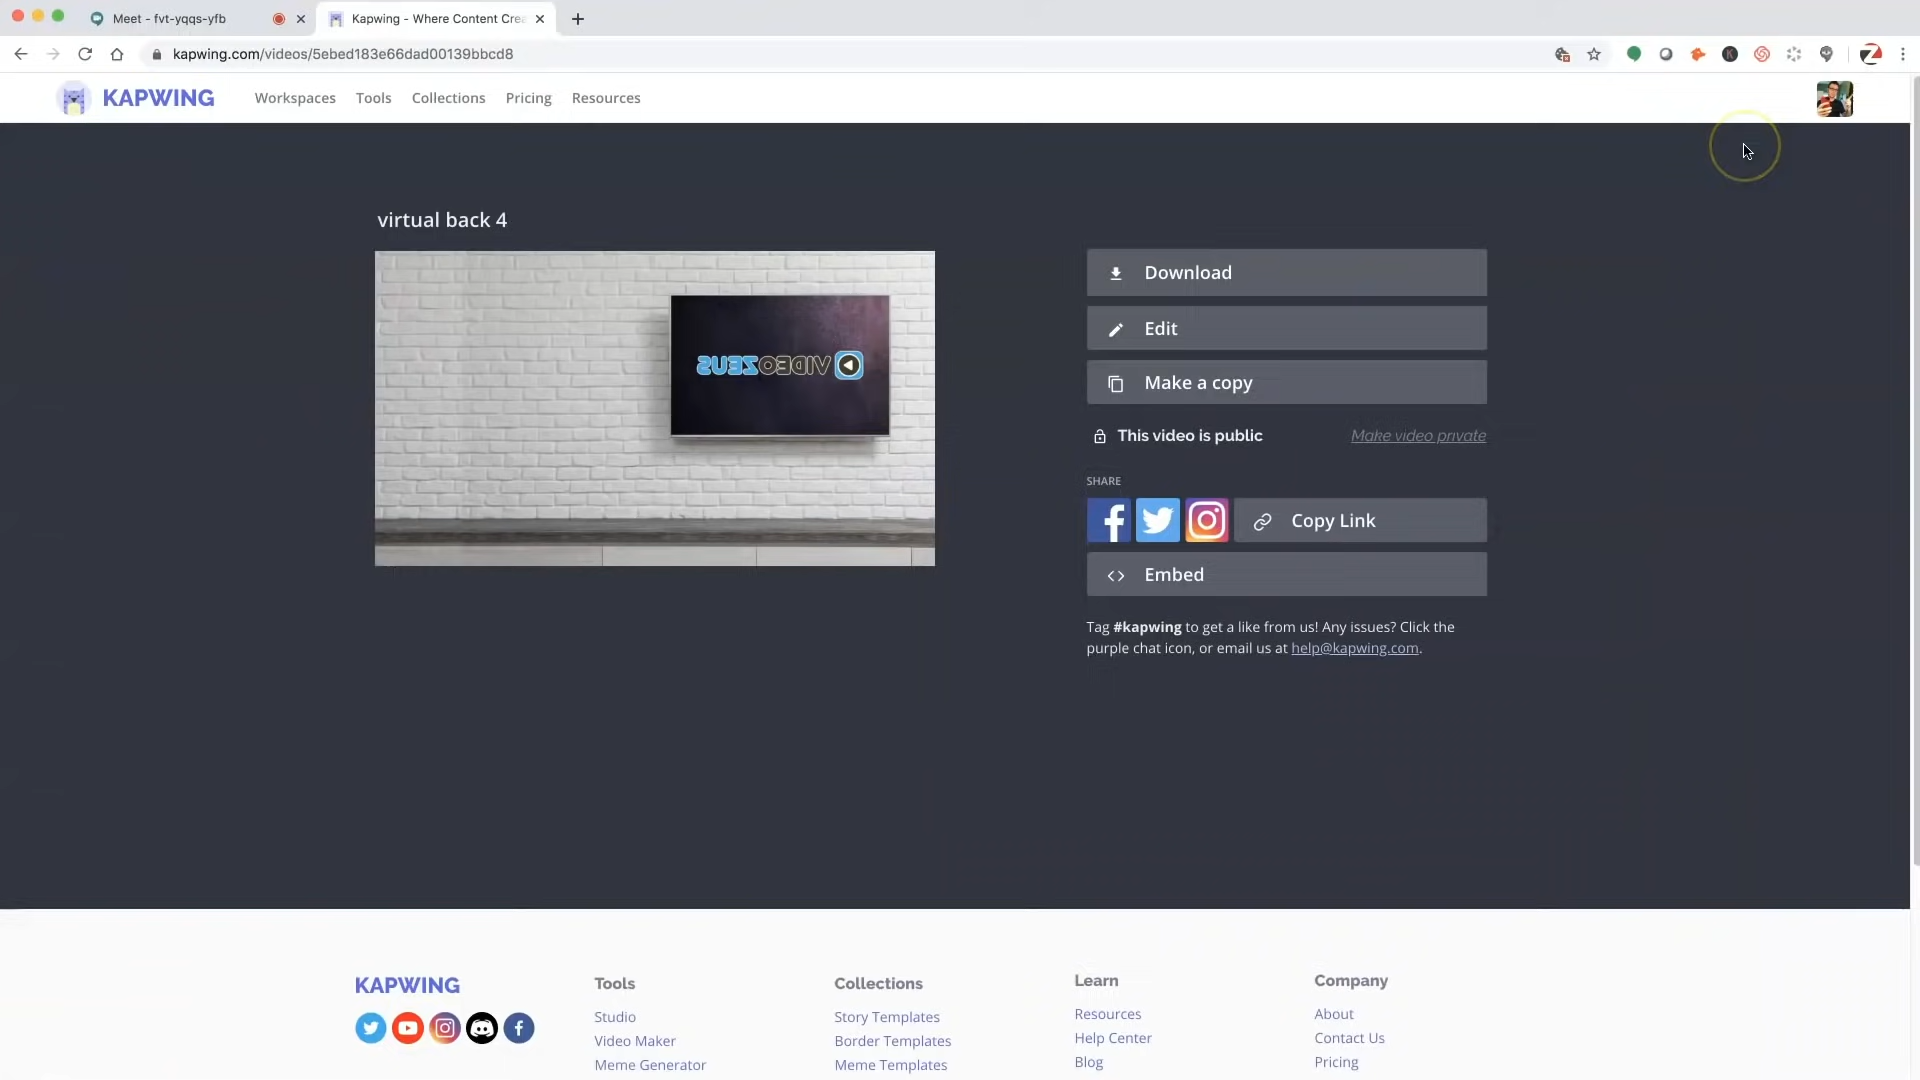 Meet - fvt-yqqs-yfb
Kapwing - Where Content Crea
kapwing.com/videos/5ebed183e66dad00139bbcd8
KAPWING
Workspaces
Tools
Collections
Pricing
Resources
virtual back 4
VIDEOZEUS
Download
Edit
Make a copy
This video is public
Make video private
SHARE
Copy Link
Embed
Tag #kapwing to get a like from us! Any issues? Click the
purple chat icon, or email us at help@kapwing.com.
KAPWING
Tools
Studio
Video Maker
Meme Generator
Collections
Story Templates
Border Templates
Meme Templates
Learn
Resources
Help Center
Blog
Company
About
Contact Us
Pricing